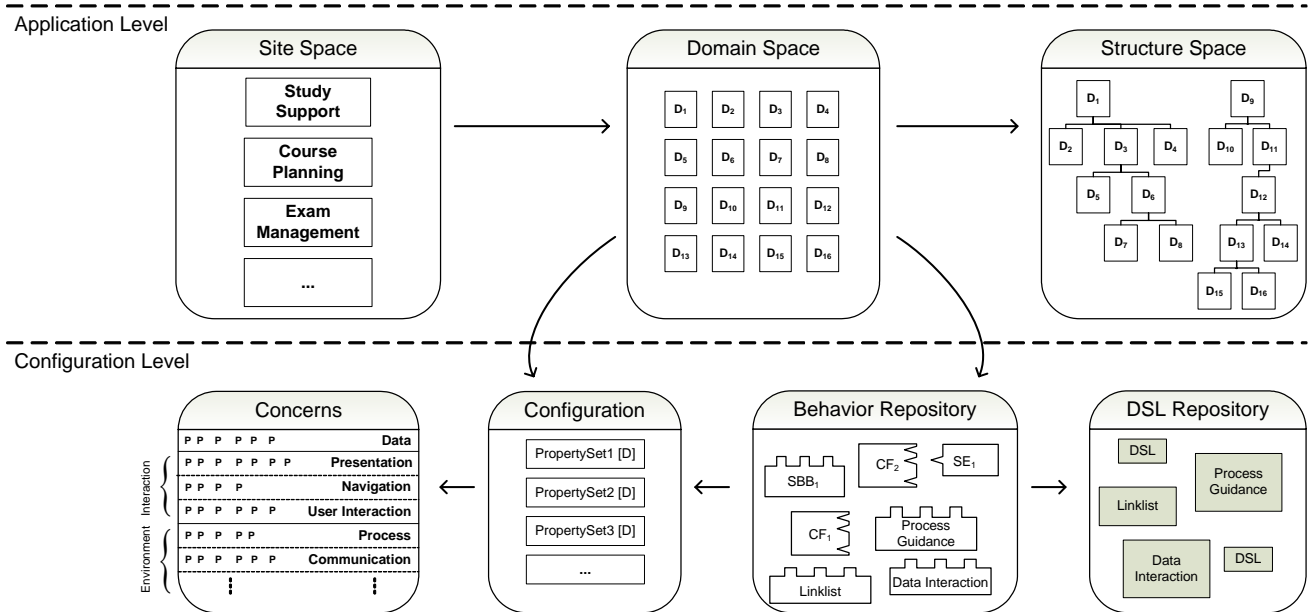 Application Level
Site Space
Study
Support
Course
Planning
Exam
Management
...
Domain Space
D₁ D₂ D₃ D₄
D₅ D₆ D₇ D₈
D₉ D₁₀ D₁₁ D₁₂
D₁₃ D₁₄ D₁₅ D₁₆
Structure Space
D₁ D₉
D₂ D₃ D₄ D₁₀ D₁₁
D₅ D₆ D₁₂
D₇ D₈ D₁₃ D₁₄
D₁₅ D₁₆
Configuration Level
Concerns
P P P P P P Data
P P P P P P P Presentation
P P P P Navigation
P P P P P P User Interaction
P P P P P Process
P P P P P P Communication
Interaction
Environment
Configuration
PropertySet1 [D]
PropertySet2 [D]
PropertySet3 [D]
...
Behavior Repository
SBB₁
CF₂
SE₁
CF₁
Process
Guidance
Linklist
Data Interaction
DSL Repository
DSL
Process
Guidance
Linklist
Data
Interaction
DSL